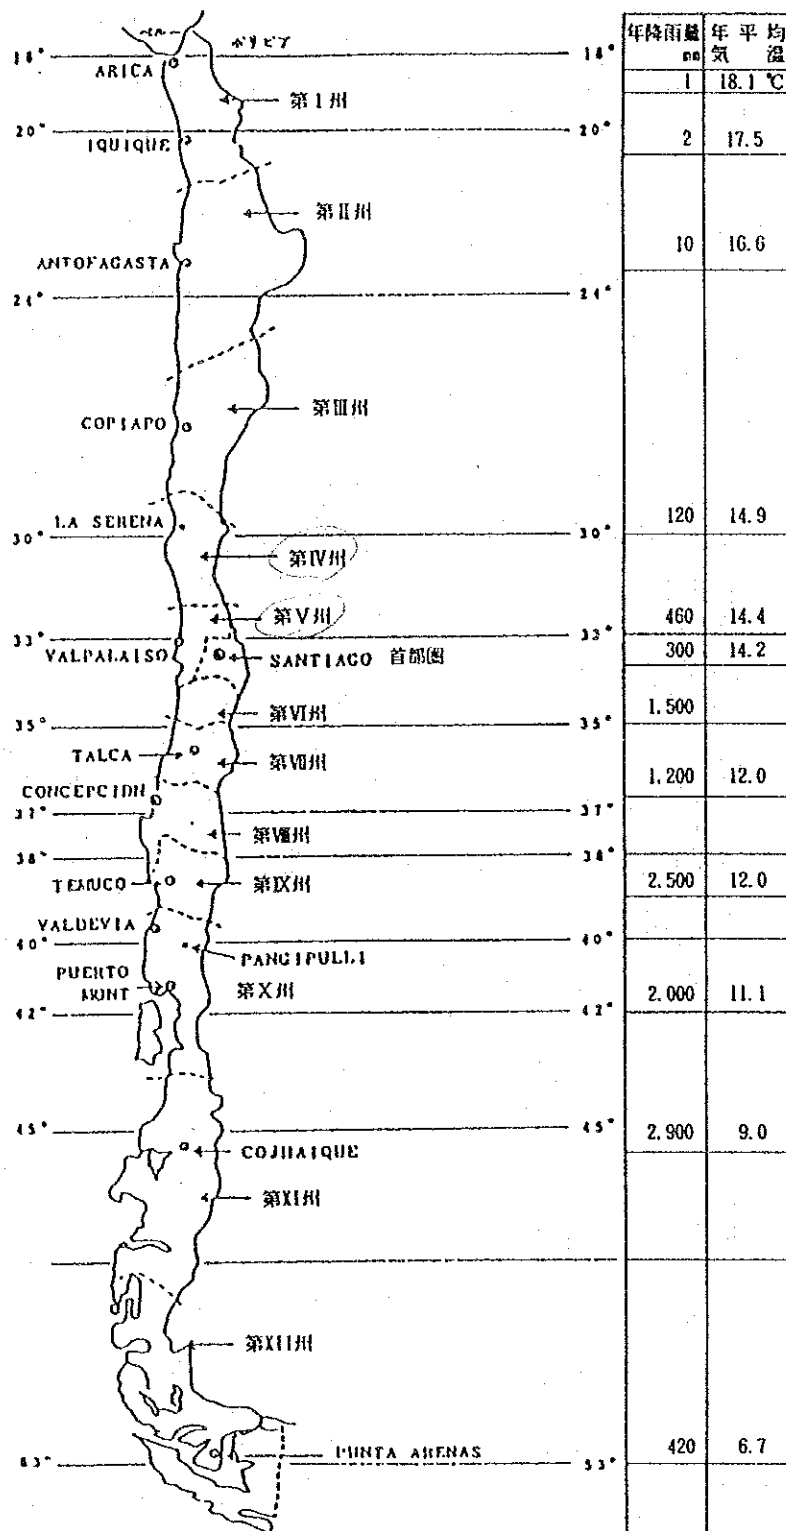 ペルー
ボリビア
年降雨量 年平均
mm 気温
18° 18°
ARICA
1 18.1 ℃
第Ⅰ州
20° 20°
IQUIQUE
2 17.5
第Ⅱ州
ANTOFAGASTA
10 16.6
24° 24°
第Ⅲ州
COPIAPO
LA SERENA
120 14.9
30° 30°
第Ⅳ州
第Ⅴ州
460 14.4
33° 33°
VALPALAISO
SANTIAGO 首都圏
300 14.2
第Ⅵ州
1.500
35° 35°
TALCA
第Ⅶ州
1.200 12.0
CONCEPCION
37° 37°
第Ⅷ州
38° 38°
TEMUCO
第Ⅸ州
2.500 12.0
VALDEVIA
40° 40°
PANGIPULLI
PUERTO
MONT
第Ⅹ州
2.000 11.1
42° 42°
45° 45°
2.900 9.0
COJHAIQUE
第XI州
第XII州
PUNTA ARENAS
420 6.7
53° 53°